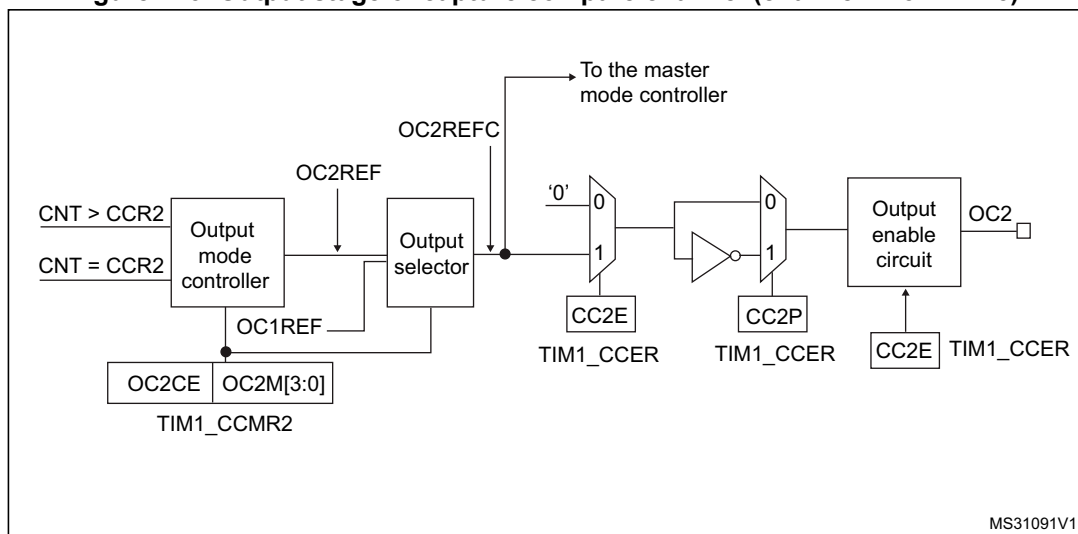 To the master
mode controller
OC2REFC
OC2REF
'0'
0
1
0
1
CNT > CCR2
CNT = CCR2
Output
mode
controller
Output
selector
Output
enable
circuit
OC2
OC1REF
CC2E
CC2P
CC2E
TIM1_CCER
TIM1_CCER
TIM1_CCER
OC2CE
OC2M[3:0]
TIM1_CCMR2
MS31091V1